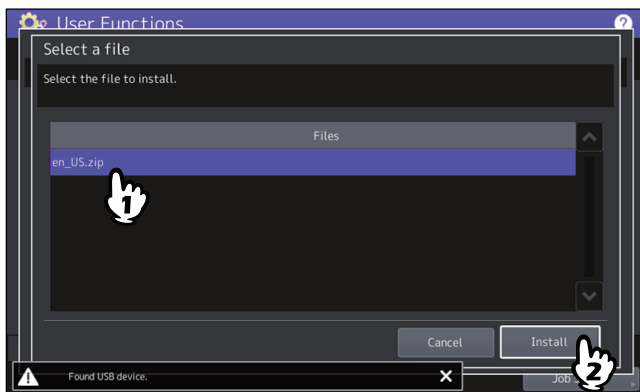 User Functions
?
Select a file
Select the file to install.
Files
en_US.zip
1
Cancel
Install
2
Found USB device.
Job